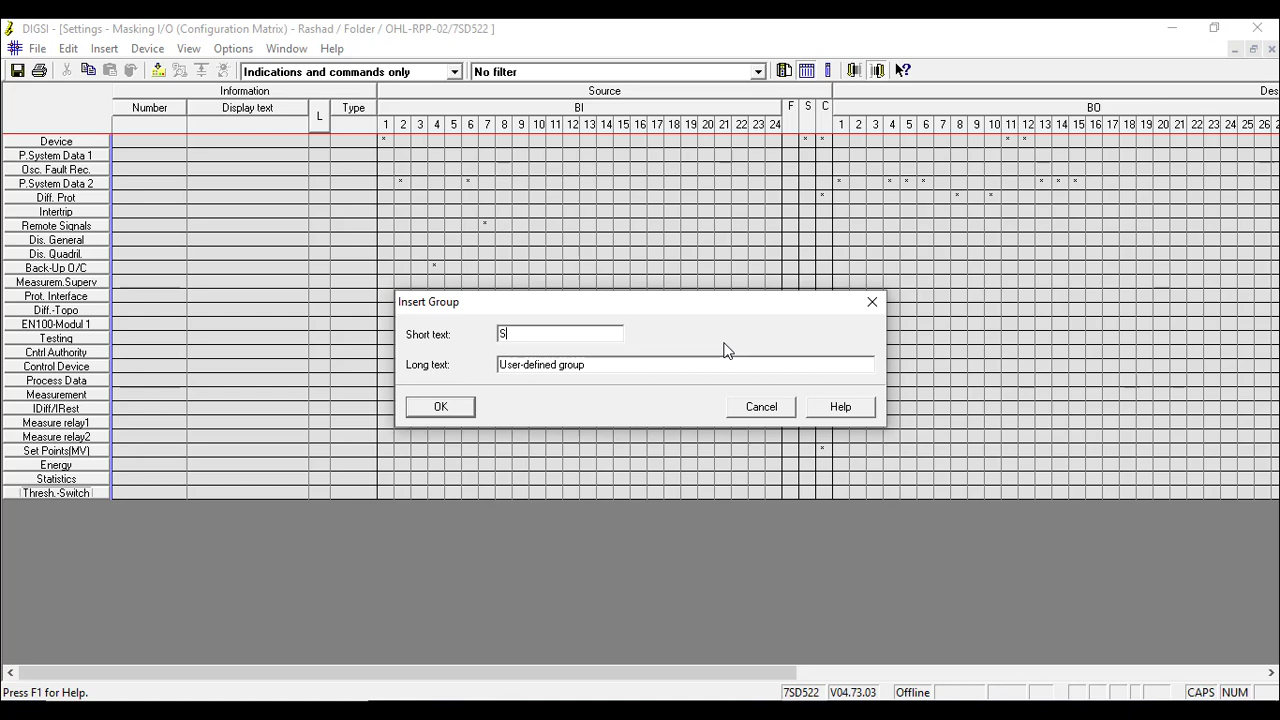 DIGSI - [Settings - Masking I/O (Configuration Matrix) - Rashad / Folder / OHL-RPP-02/7SD522 ]
File Edit Insert Device View Options Window Help
Indications and commands only No filter
Information Source Des
Number Display text L Type BI F S C BO
1 2 3 4 5 6 7 8 9 10 11 12 13 14 15 16 17 18 19 20 21 22 23 24 1 2 3 4 5 6 7 8 9 10 11 12 13 14 15 16 17 18 19 20 21 22 23 24 25 26
Device
P.System Data 1
Osc. Fault Rec.
P.System Data 2
Diff. Prot
Intertrip
Remote Signals
Dis. General
Dis. Quadril.
Back-Up O/C
Measurem.Superv
Prot. Interface
Diff.-Topo
EN100-Modul 1
Testing
Cntrl Authority
Control Device
Process Data
Measurement
IDiff/IRest
Measure relay1
Measure relay2
Set Points(MV)
Energy
Statistics
Thresh.-Switch
Insert Group
Short text: S
Long text: User-defined group
OK Cancel Help
Press F1 for Help. 7SD522 V04.73.03 Offline CAPS NUM